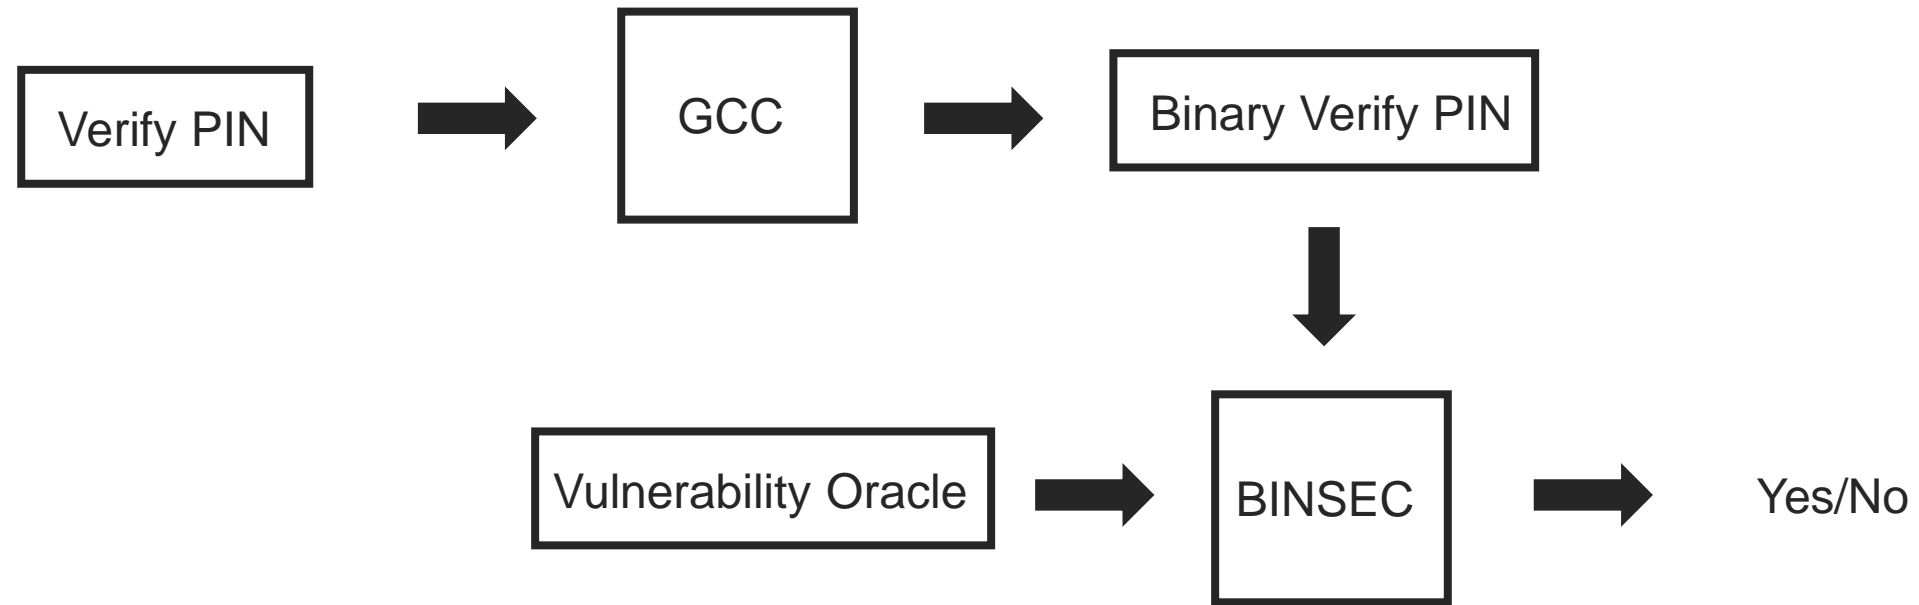 Verify PIN
GCC
Binary Verify PIN
Vulnerability Oracle
BINSEC
Yes/No